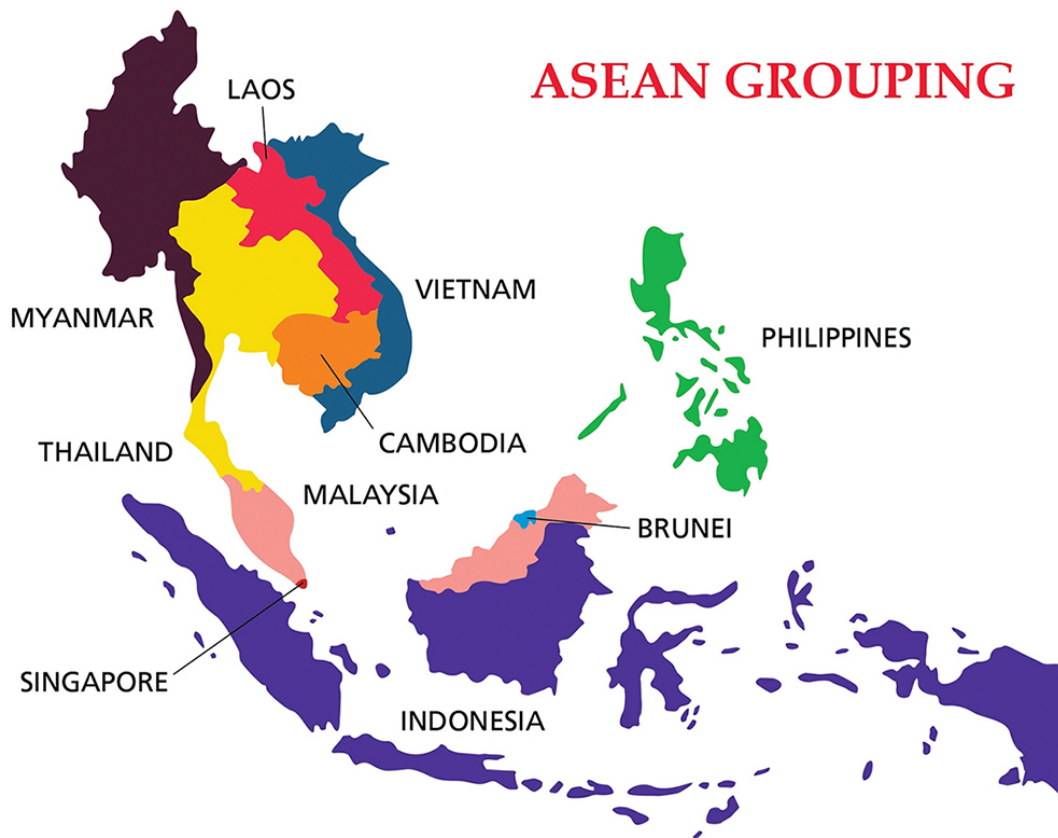 ASEAN GROUPING
LAOS
VIETNAM
MYANMAR
PHILIPPINES
CAMBODIA
THAILAND
MALAYSIA
BRUNEI
SINGAPORE
INDONESIA